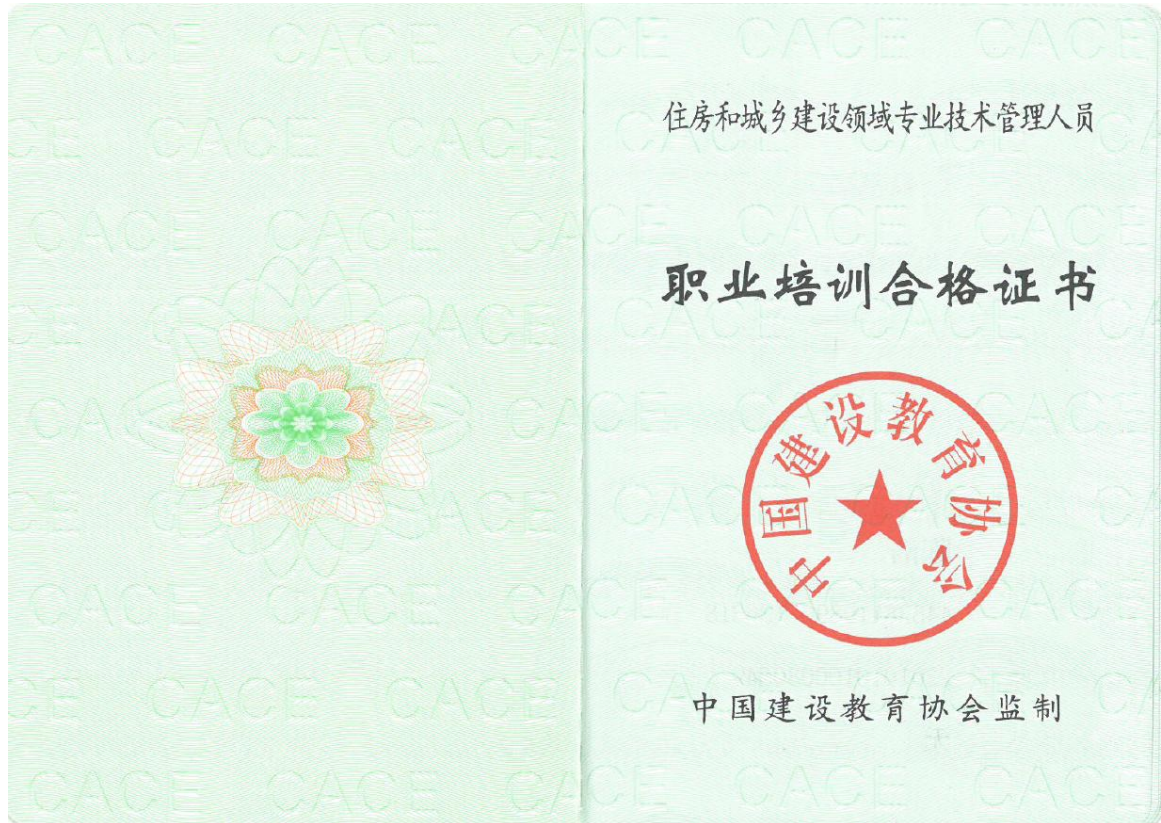 住房和城乡建设领域专业技术管理人员
职业培训合格证书
中国建设教育协会
中国建设教育协会监制
CACE